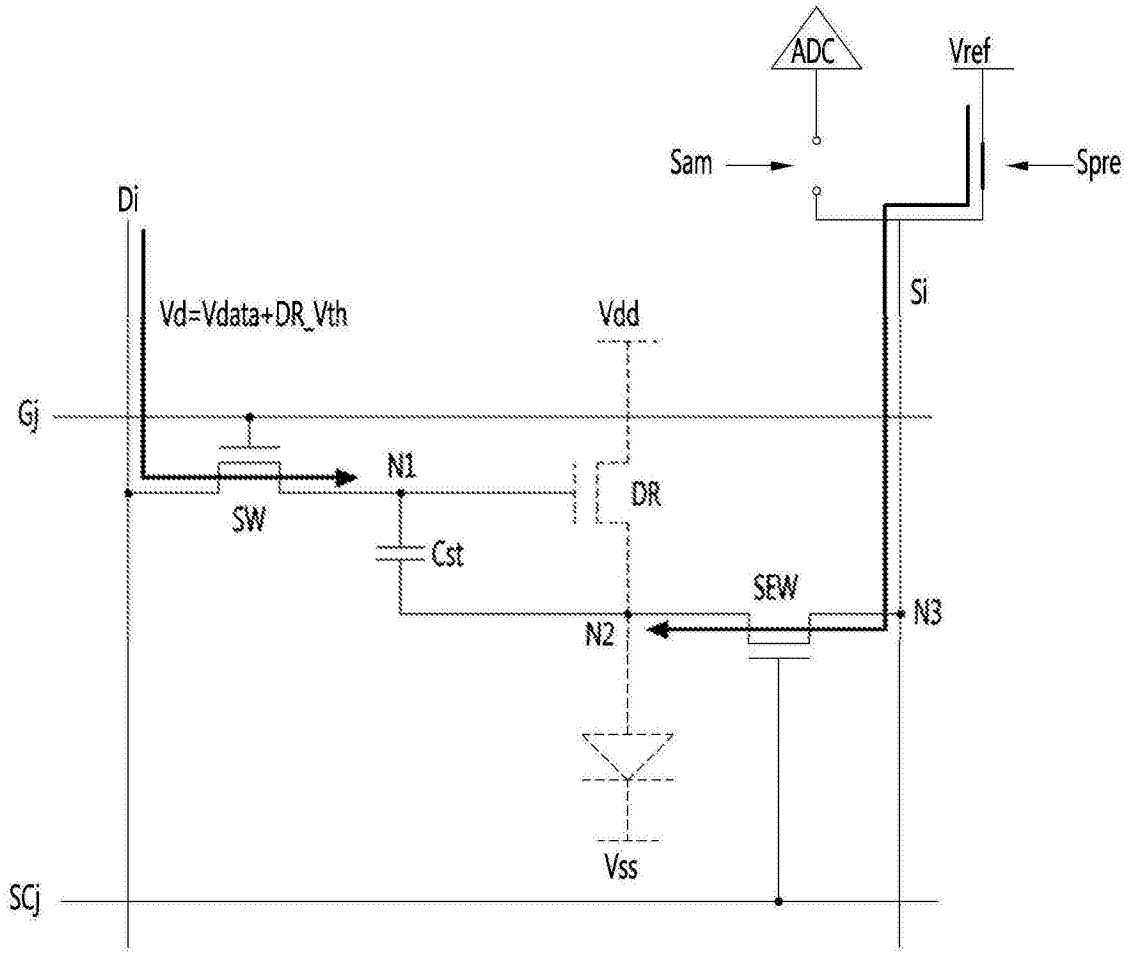 ADC
Vref
Sam
Spre
Di
Si
Vd=Vdata+DR_Vth
Vdd
Gj
N1
DR
SW
Cst
SEW
N3
N2
Vss
SCj